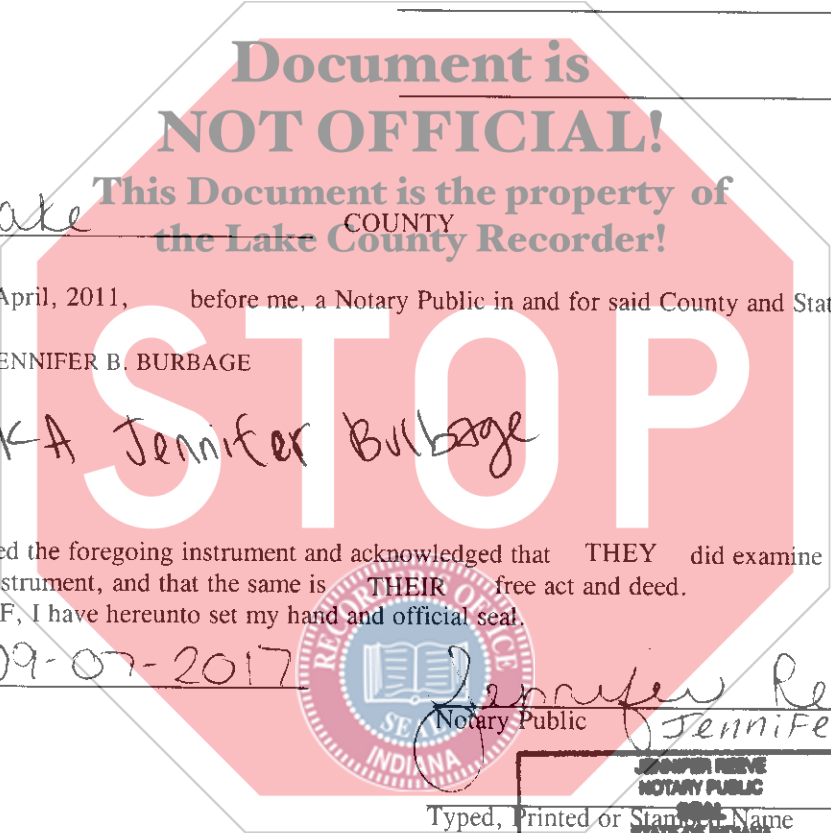 Document is
NOT OFFICIAL!
This Document is the property of
the Lake County Recorder!
ake COUNTY
April, 2011, before me, a Notary Public in and for said County and Stat
ENNIFER B. BURBAGE
STOP
KA Jennifer Burbage
ed the foregoing instrument and acknowledged that THEY did examine
strument, and that the same is THEIR free act and deed.
F, I have hereunto set my hand and official seal.
RECORDER'S OFFICE
SEAL
INDIANA
09-07-2017
Jennifer Re
Notary Public Jennife
JENNIFER REEVE
NOTARY PUBLIC
SEAL
Typed, Printed or Stamped Name